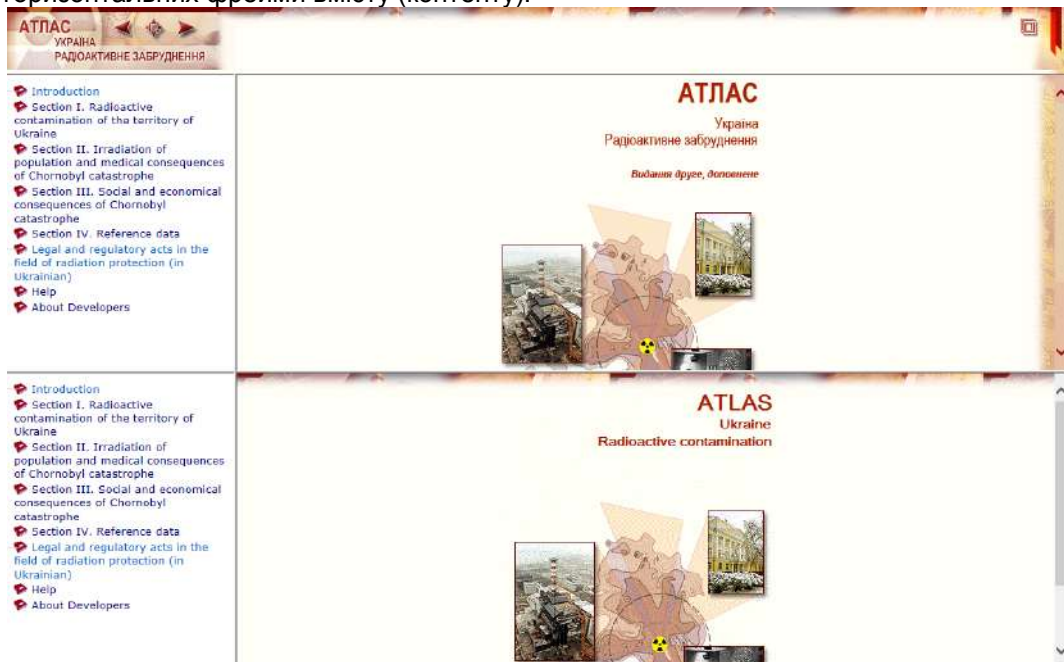 горизонтальних фреймів вмісту (контенту).
АТЛАС
УКРАЇНА
РАДІОАКТИВНЕ ЗАБРУДНЕННЯ
Introduction
Section I. Radioactive
contamination of the territory of
Ukraine
Section II. Irradiation of
population and medical consequences
of Chornobyl catastrophe
Section III. Social and economical
consequences of Chornobyl
catastrophe
Section IV. Reference data
Legal and regulatory acts in the
field of radiation protection (in
Ukrainian)
Help
About Developers
АТЛАС
Україна
Радіоактивне забруднення
Видання друге, доповнене
Introduction
Section I. Radioactive
contamination of the territory of
Ukraine
Section II. Irradiation of
population and medical consequences
of Chornobyl catastrophe
Section III. Social and economical
consequences of Chornobyl
catastrophe
Section IV. Reference data
Legal and regulatory acts in the
field of radiation protection (in
Ukrainian)
Help
About Developers
ATLAS
Ukraine
Radioactive contamination